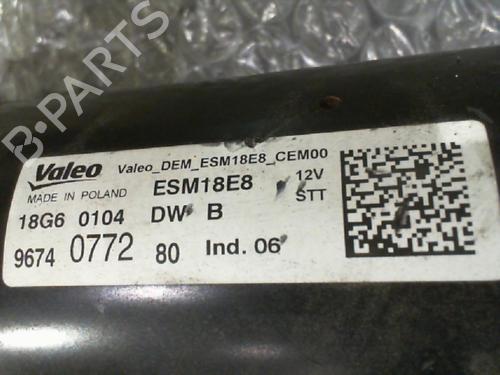 B-PARTS
Valeo Valeo_DEM_ESM18E8_CEM00
MADE IN POLAND ESM18E8 12V
STT
18G6 0104 DW B
9674 0772 80 Ind. 06